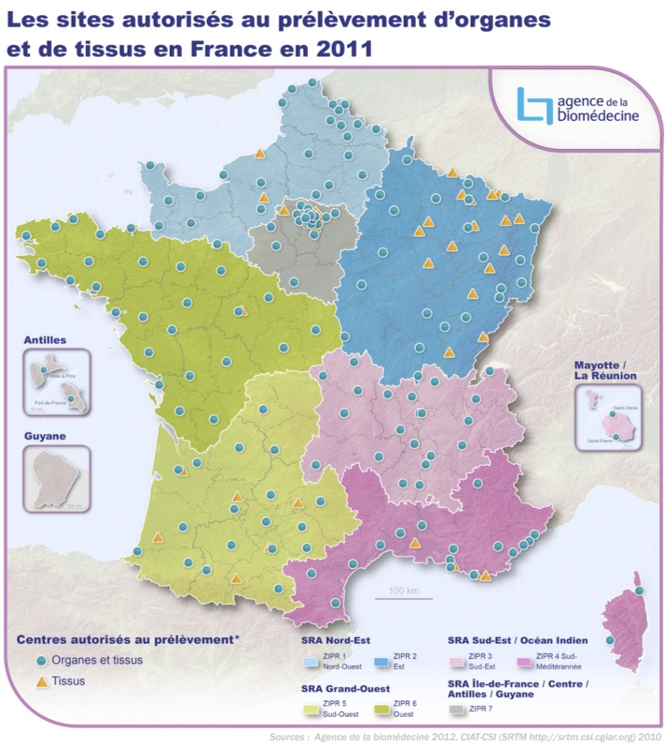 Les sites autorisés au prélèvement d'organes
et de tissus en France en 2011
agence de la
biomédecine
Antilles
Pointe-à-Pitre
Fort-de-France
Guyane
Mayotte /
La Réunion
Saint-Denis
Saint-Pierre
100 km
Centres autorisés au prélèvement*
Organes et tissus
Tissus
SRA Nord-Est
ZIPR 1
Nord-Ouest
ZIPR 2
Est
SRA Sud-Est / Océan Indien
ZIPR 3
Sud-Est
ZIPR 4 Sud-
Méditérannée
SRA Grand-Ouest
ZIPR 5
Sud-Ouest
ZIPR 6
Ouest
SRA Île-de-France / Centre /
Antilles / Guyane
ZIPR 7
Sources : Agence de la biomédecine 2012, CIAT-CSI (SRTM http://srtm.csi.cgiar.org) 2010